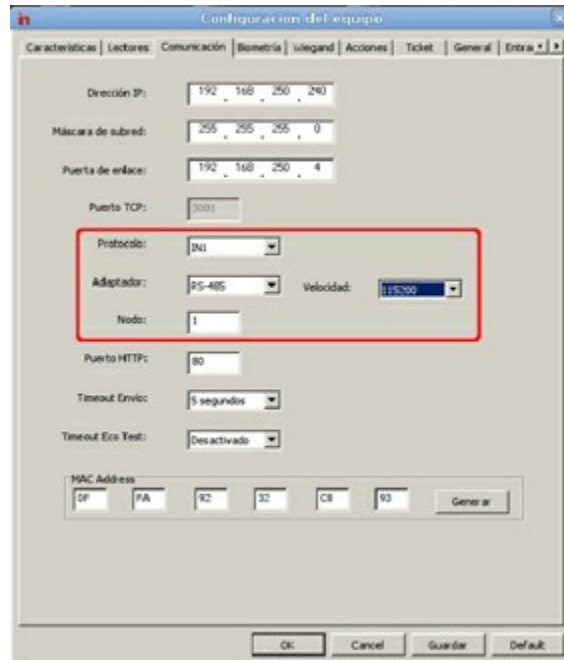 in Configuracion del equipo
Características Lectores Comunicación Biometría Wiegand Acciones Ticket General Entra
Dirección IP: 192 . 168 . 250 . 240
Máscara de subred: 255 . 255 . 255 . 0
Puerta de enlace: 192 . 168 . 250 . 4
Puerto TCP: 3001
Protocolo: IN1
Adaptador: RS-485 Velocidad: 115200
Nodo: 1
Puerto HTTP: 80
Timeout Envío: 5 segundos
Timeout Eco Test: Desactivado
MAC Address
DF FA 92 32 C8 93 Generar
OK Cancel Guardar Default